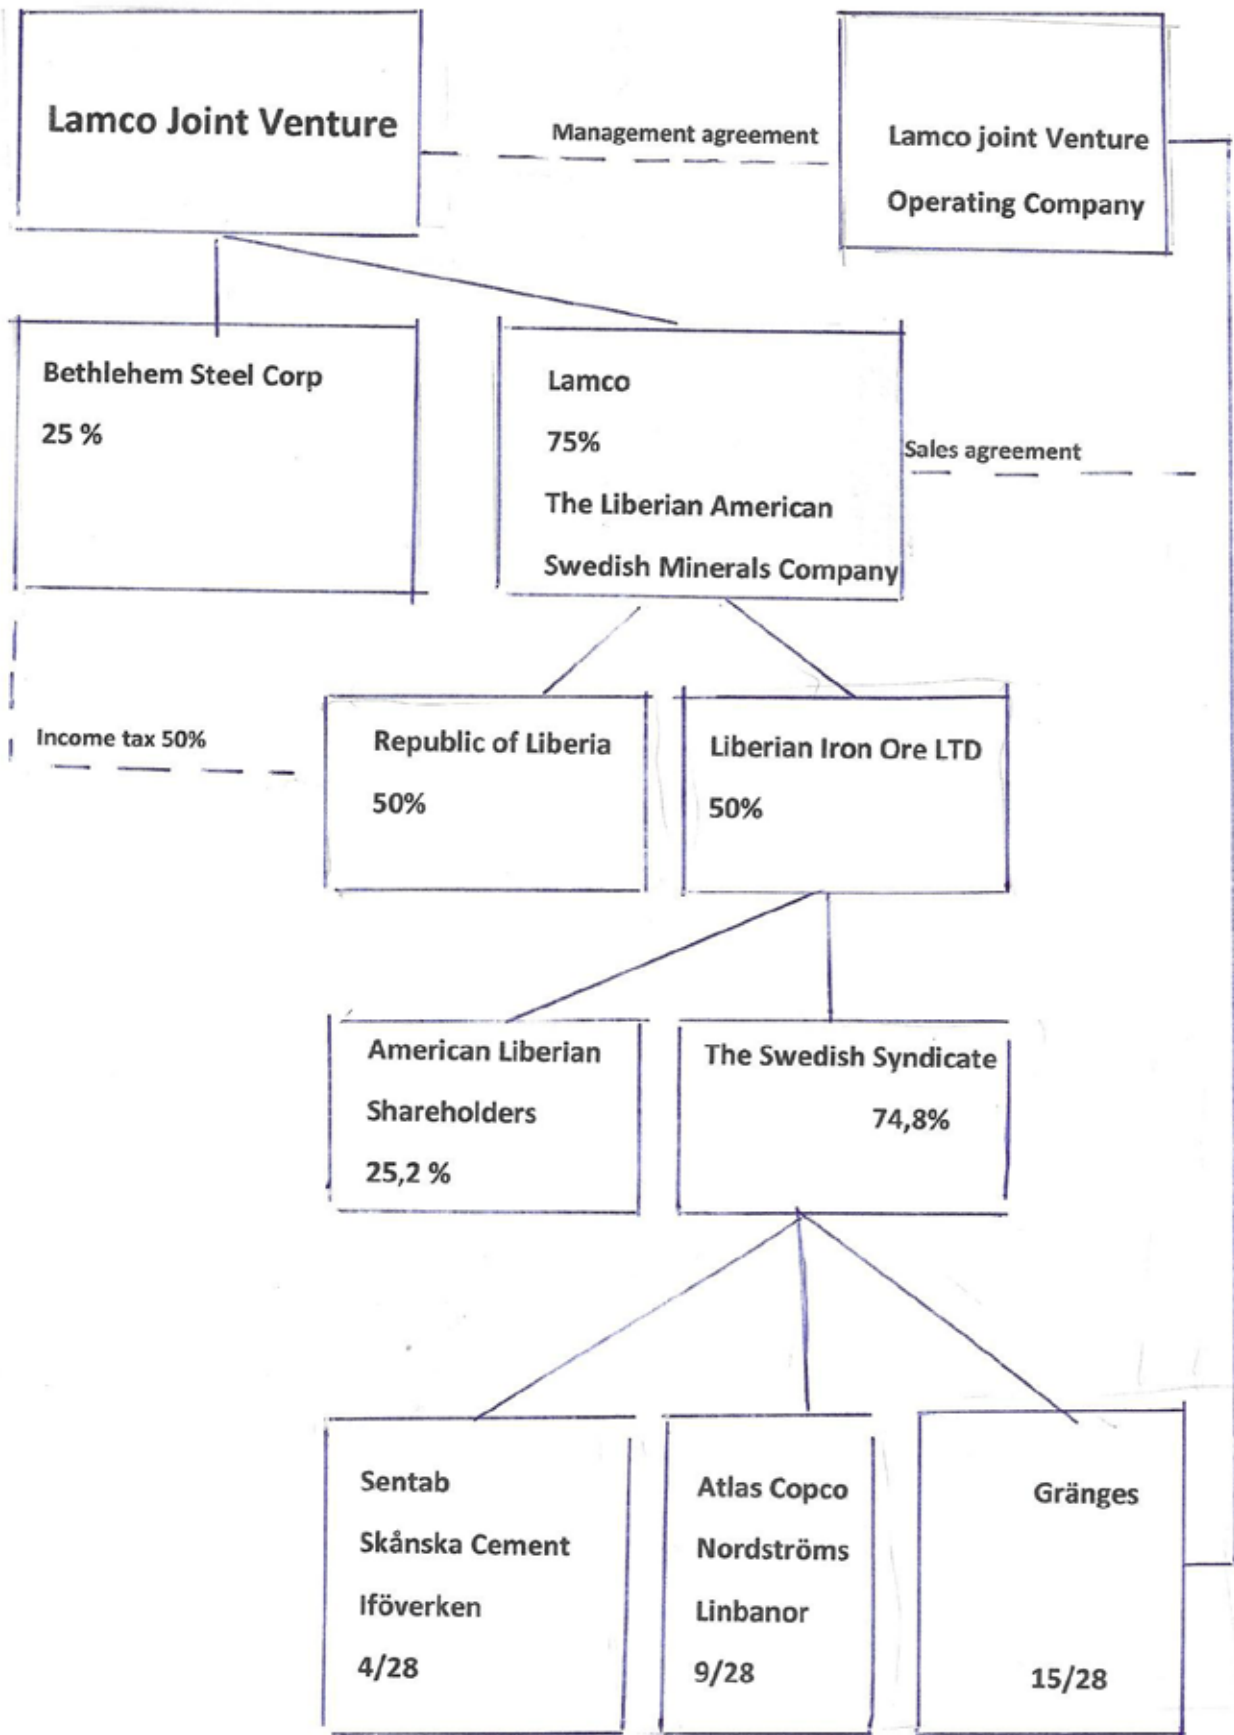 Lamco Joint Venture
Management agreement
Lamco joint Venture
Operating Company
Bethlehem Steel Corp
25 %
Lamco
75%
The Liberian American
Swedish Minerals Company
Sales agreement
Income tax 50%
Republic of Liberia
50%
Liberian Iron Ore LTD
50%
American Liberian
Shareholders
25,2 %
The Swedish Syndicate
74,8%
Sentab
Skånska Cement
Iföverken
4/28
Atlas Copco
Nordströms
Linbanor
9/28
Gränges
15/28